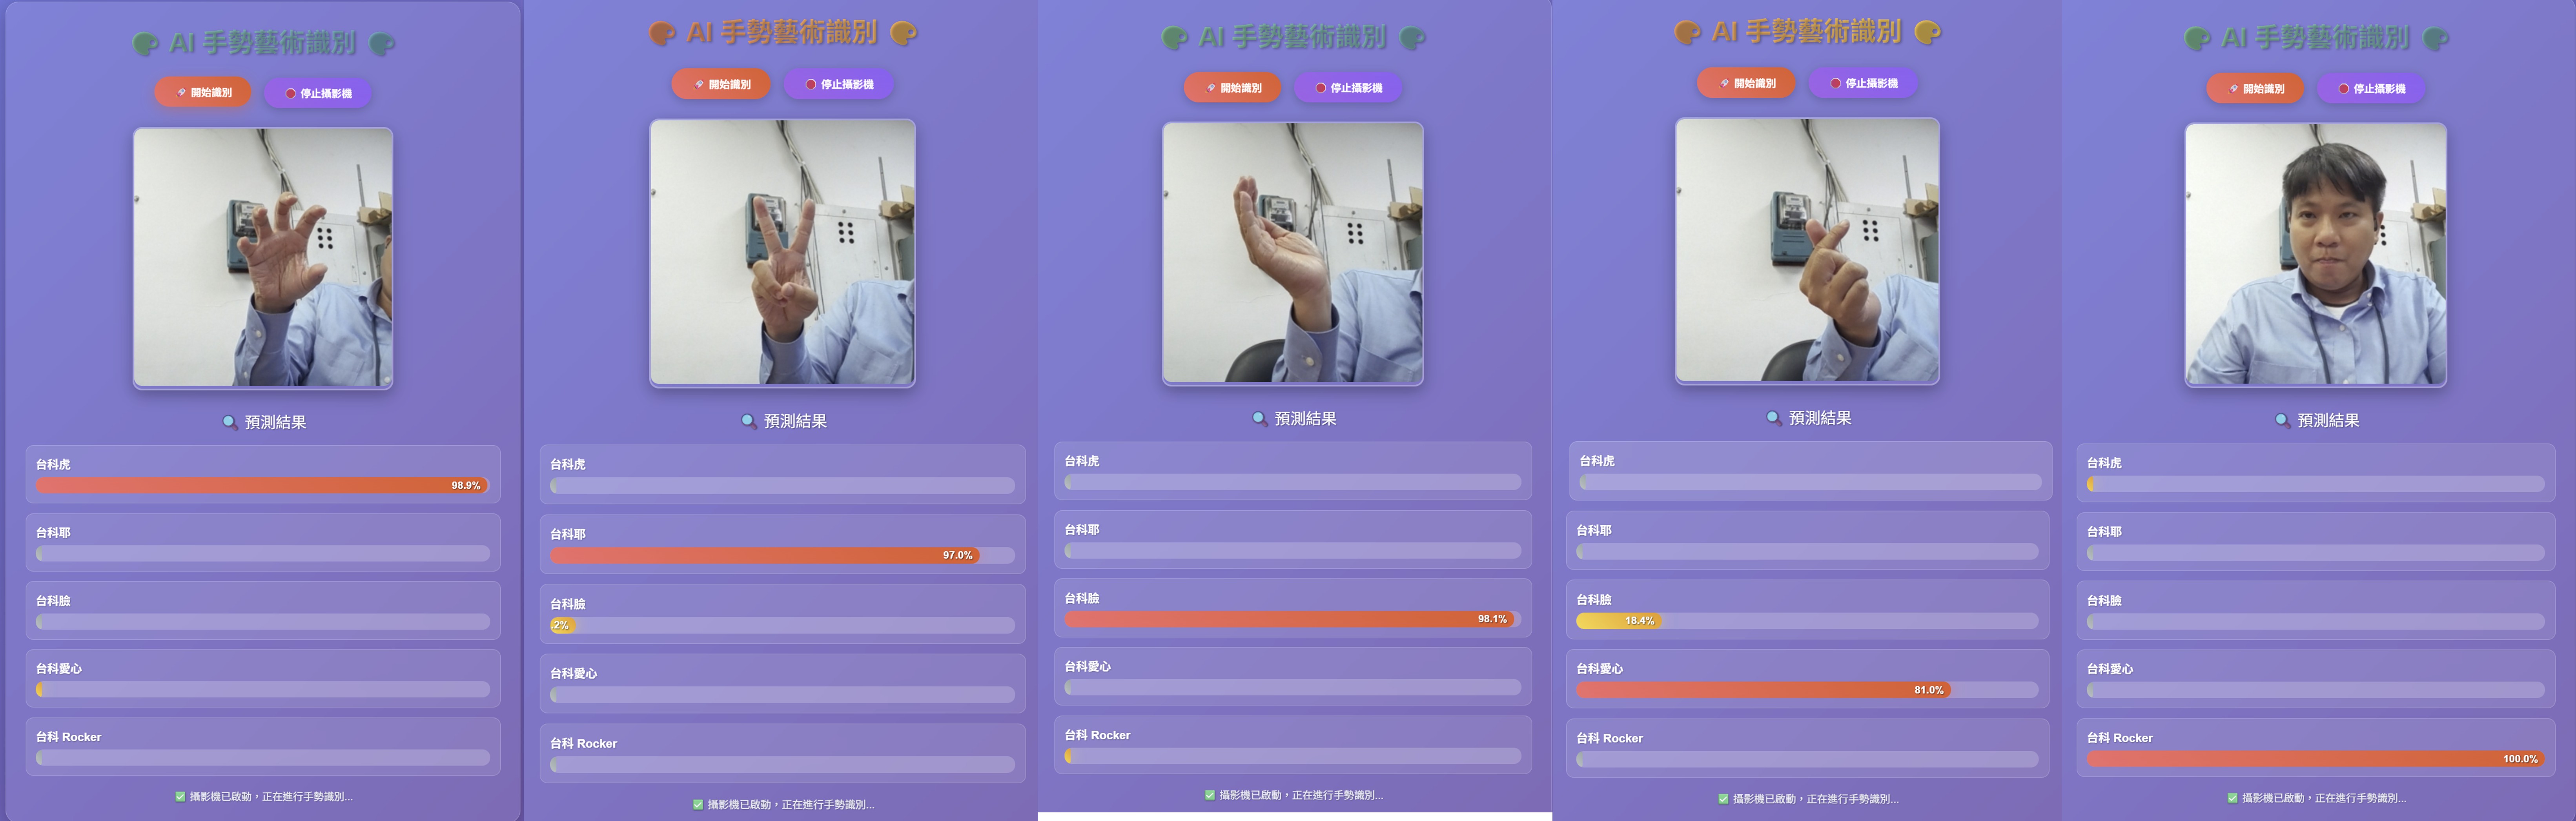 AI 手勢藝術識別
開始識別 停止攝影機
預測結果
台科虎
98.9%
台科耶
台科臉
台科愛心
台科 Rocker
攝影機已啟動，正在進行手勢識別...
AI 手勢藝術識別
開始識別 停止攝影機
預測結果
台科虎
台科耶
97.0%
台科臉
.2%
台科愛心
台科 Rocker
攝影機已啟動，正在進行手勢識別...
AI 手勢藝術識別
開始識別 停止攝影機
預測結果
台科虎
台科耶
台科臉
98.1%
台科愛心
台科 Rocker
攝影機已啟動，正在進行手勢識別...
AI 手勢藝術識別
開始識別 停止攝影機
預測結果
台科虎
台科耶
台科臉
18.4%
台科愛心
81.0%
台科 Rocker
攝影機已啟動，正在進行手勢識別...
AI 手勢藝術識別
開始識別 停止攝影機
預測結果
台科虎
台科耶
台科臉
台科愛心
台科 Rocker
100.0%
攝影機已啟動，正在進行手勢識別...